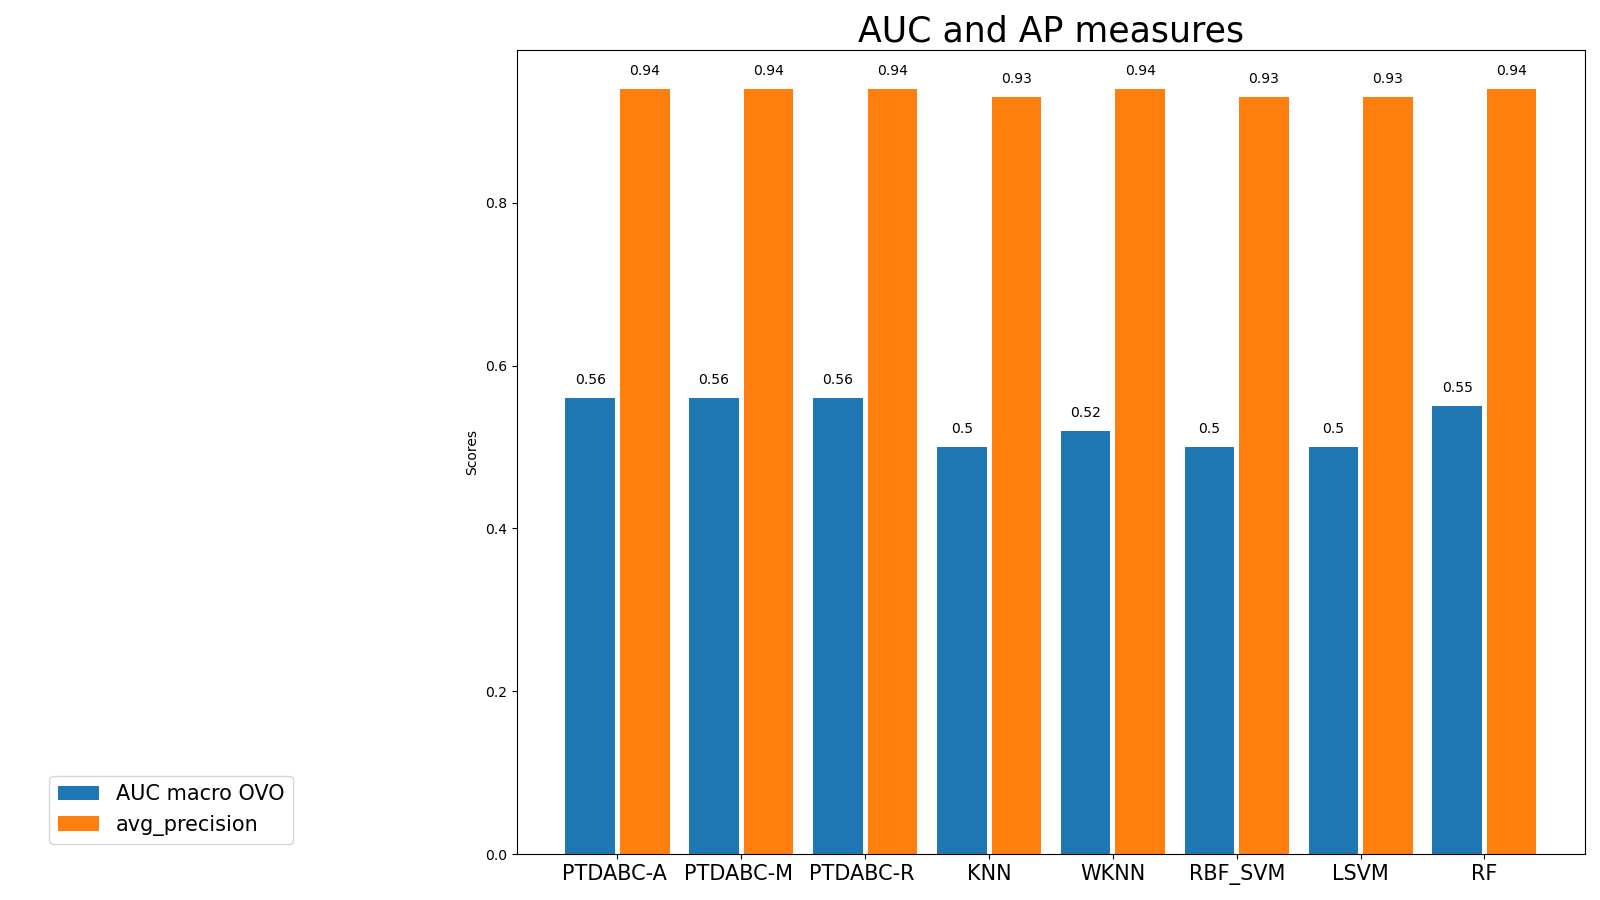 AUC and AP measures
0.94 0.94 0.94 0.93 0.94 0.93 0.93 0.94
0.8
0.6
0.56 0.56 0.56 0.5 0.52 0.5 0.5 0.55
Scores
0.4
0.2
0.0
PTDABC-A PTDABC-M PTDABC-R KNN WKNN RBF_SVM LSVM RF
AUC macro OVO
avg_precision